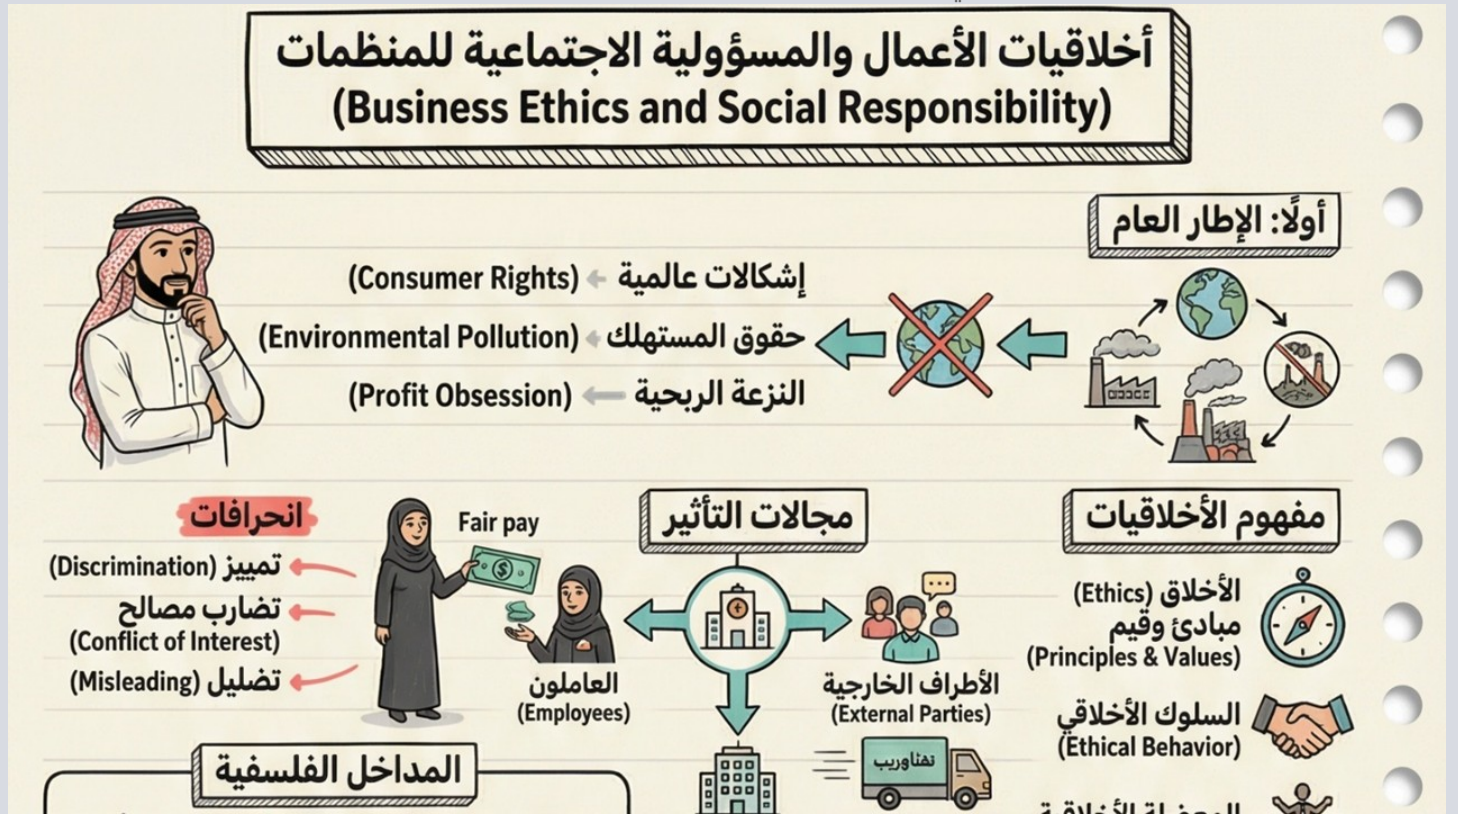 أخلاقيات الأعمال والمسؤولية الاجتماعية للمنظمات
(Business Ethics and Social Responsibility)
أولًا: الإطار العام
إشكالات عالمية (Consumer Rights)
حقوق المستهلك (Environmental Pollution)
النزعة الربحية (Profit Obsession)
مفهوم الأخلاقيات
الأخلاق (Ethics)
مبادئ وقيم
(Principles & Values)
السلوك الأخلاقي
(Ethical Behavior)
المعضلة الأخلاقية
مجالات التأثير
الأطراف الخارجية
(External Parties)
العاملون
(Employees)
Fair pay
انحرافات
تمييز (Discrimination)
تضارب مصالح
(Conflict of Interest)
تضليل (Misleading)
المداخل الفلسفية